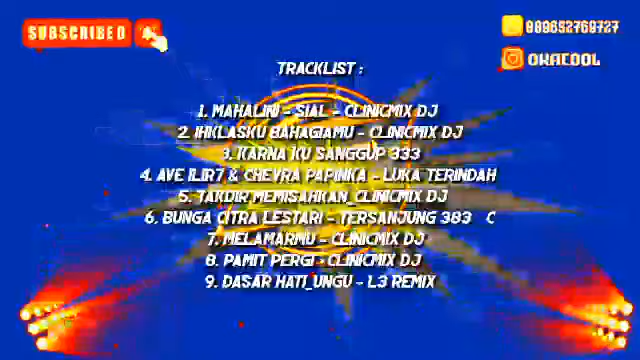 SUBSCRIBED
OKACOOL
TRACKLIST :
1. MAHALINI - SIAL - CLINICMIX DJ
2. IHKLASKU BAHAGIAMU - CLINICMIX DJ
3. KARNA KU SANGGUP 333
4. AVE ILIR7 & CHEVRA PAPINKA - LUKA TERINDAH
5. TAKDIR MEMISAHKAN_CLINICMIX DJ
6. BUNGA CITRA LESTARI - TERSANJUNG 383 C
7. MELAMARMU - CLINICMIX DJ
8. PAMIT PERGI - CLINICMIX DJ
9. DASAR HATI_UNGU - L3 REMIX